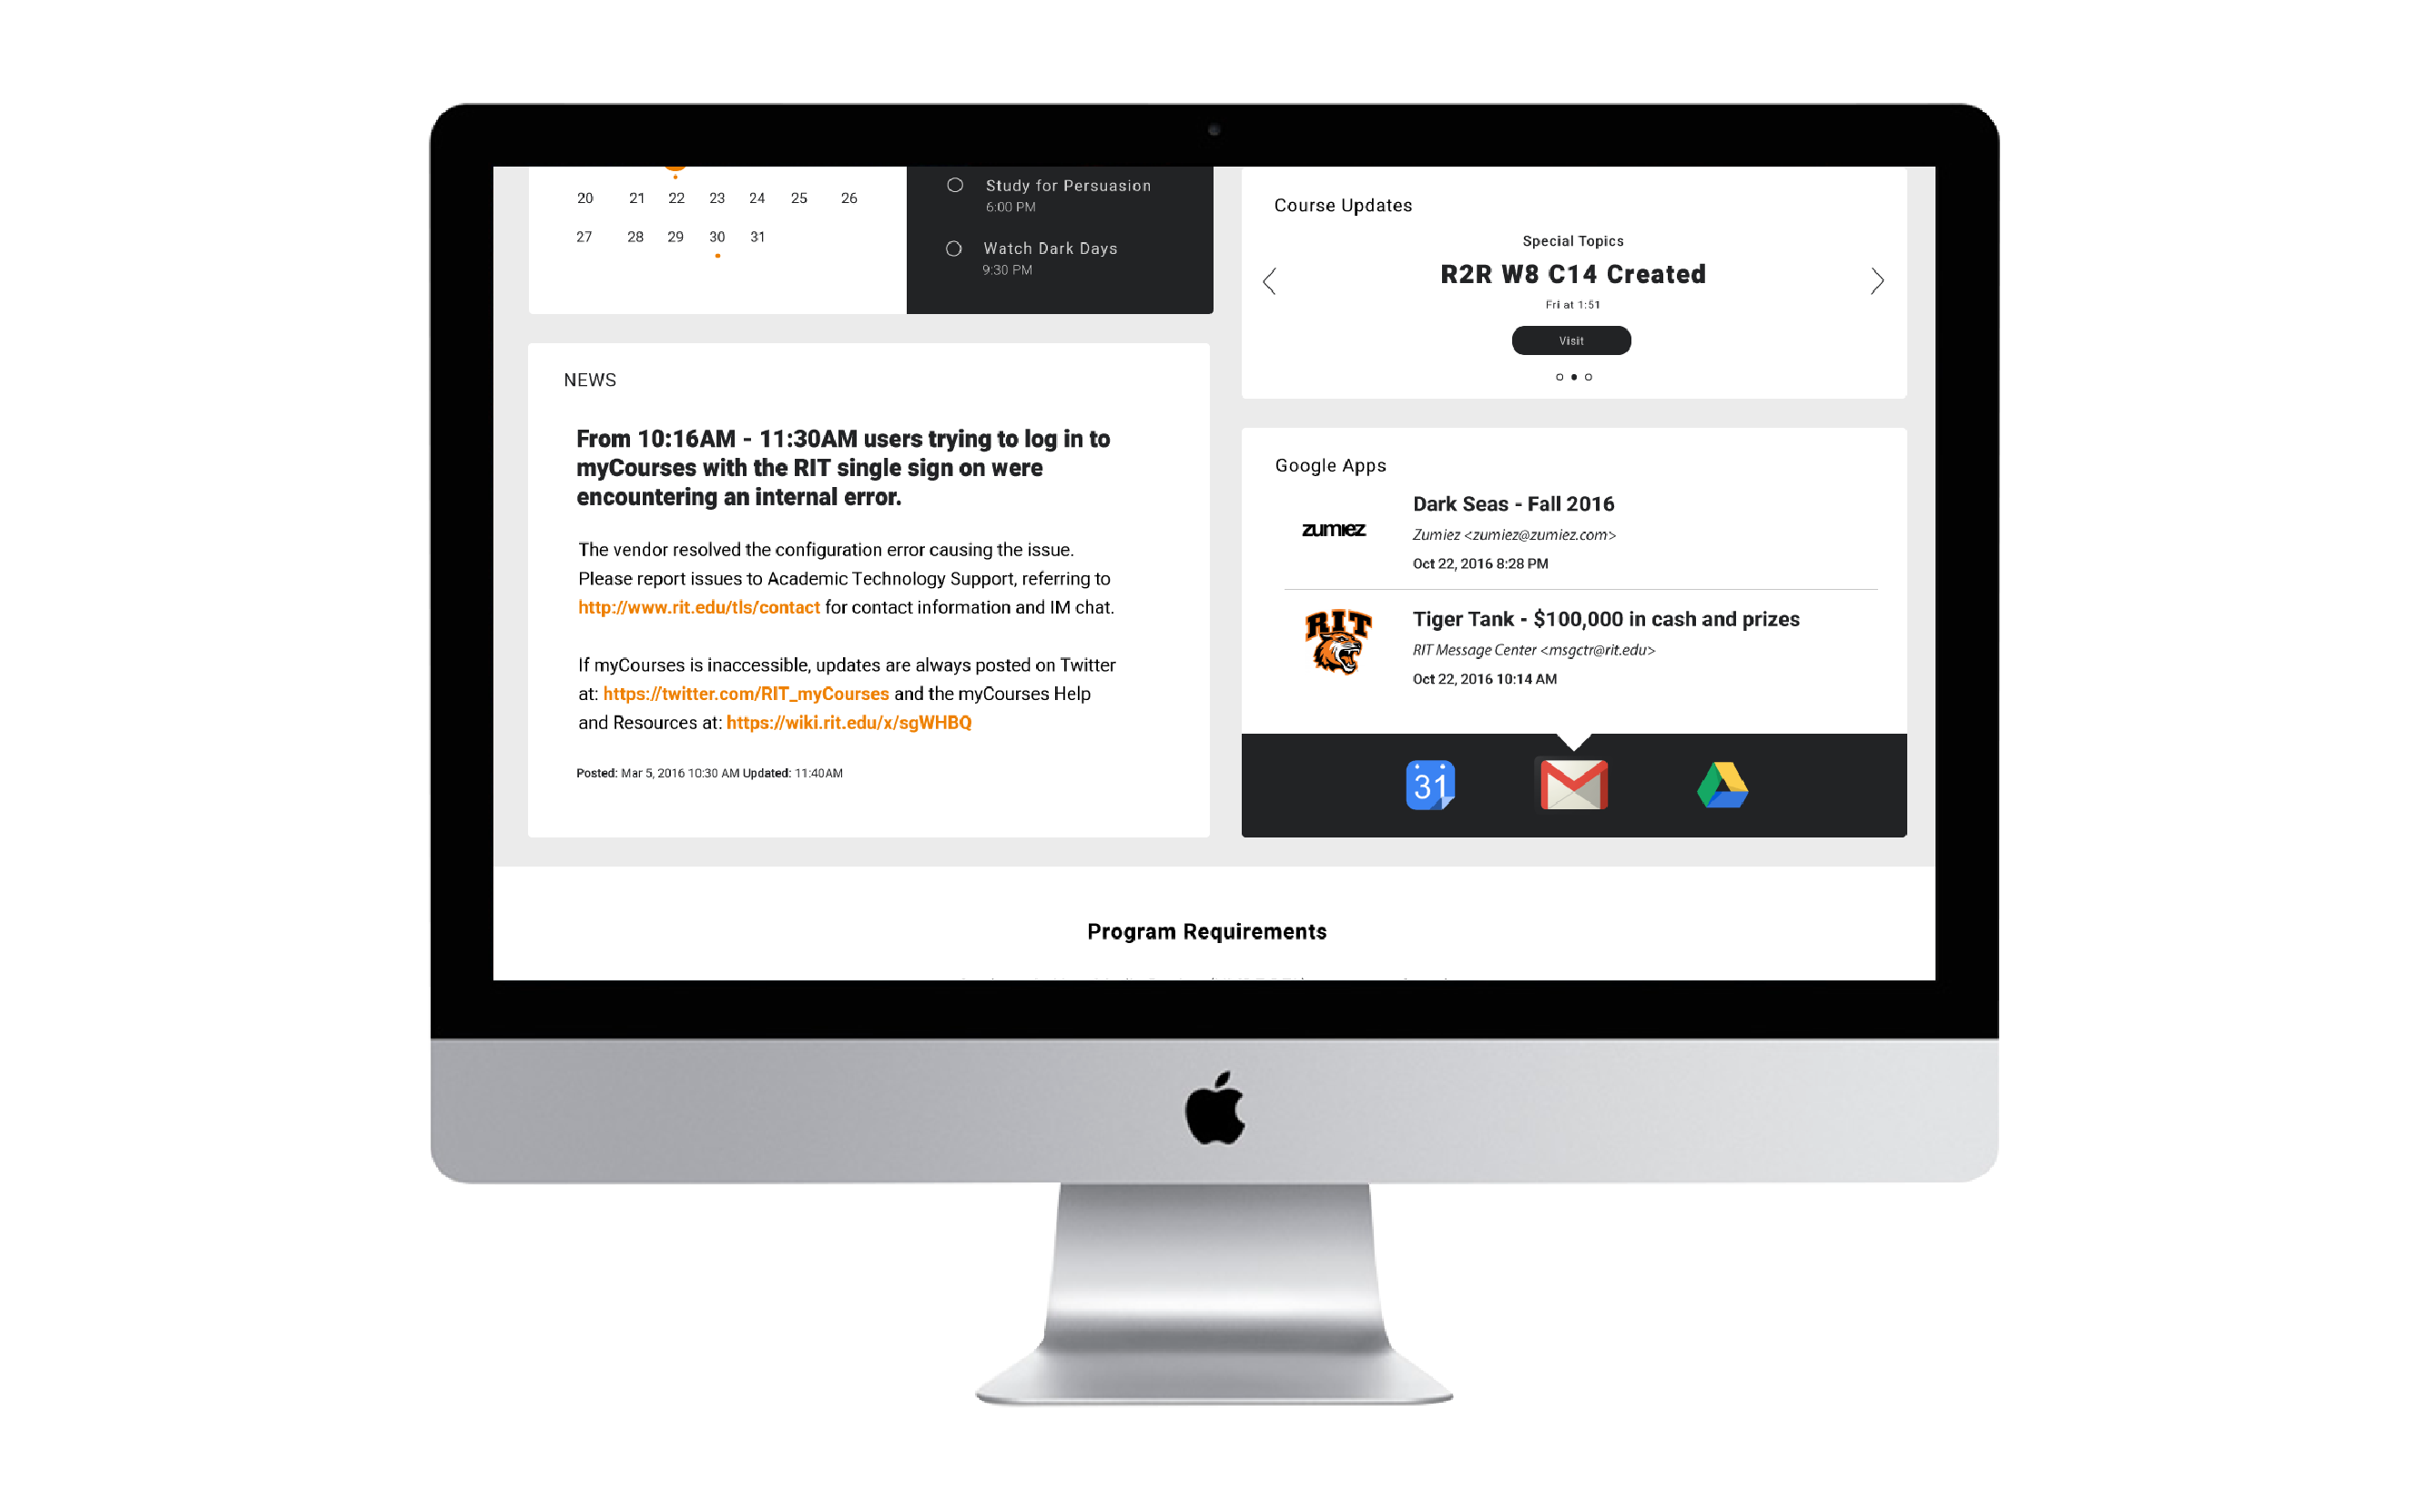 20 21 22 23 24 25 26
27 28 29 30 31
Study for Persuasion
6:00 PM
Watch Dark Days
9:30 PM
Course Updates
Special Topics
R2R W8 C14 Created
Fri at 1:51
Visit
NEWS
From 10:16AM - 11:30AM users trying to log in to
myCourses with the RIT single sign on were
encountering an internal error.
The vendor resolved the configuration error causing the issue.
Please report issues to Academic Technology Support, referring to
http://www.rit.edu/tls/contact for contact information and IM chat.
If myCourses is inaccessible, updates are always posted on Twitter
at: https://twitter.com/RIT_myCourses and the myCourses Help
and Resources at: https://wiki.rit.edu/x/sgWHBQ
Posted: Mar 5, 2016 10:30 AM Updated: 11:40AM
Google Apps
zumiez
Dark Seas - Fall 2016
Zumiez <zumiez@zumiez.com>
Oct 22, 2016 8:28 PM
RIT
Tiger Tank - $100,000 in cash and prizes
RIT Message Center <msgctr@rit.edu>
Oct 22, 2016 10:14 AM
31
Program Requirements